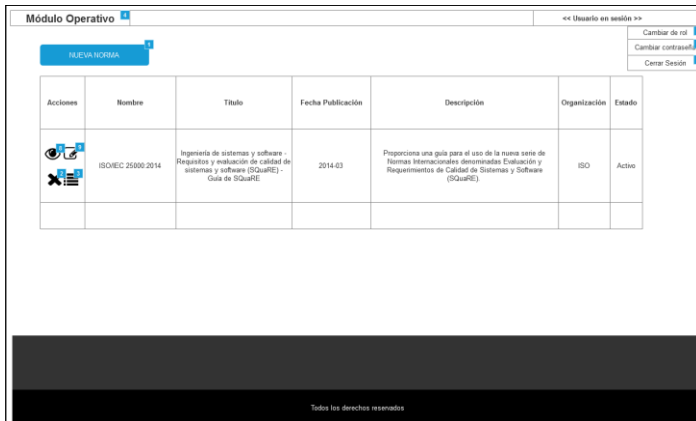 Módulo Operativo 4
<< Usuario en sesión >>
Cambiar de rol
Cambiar contraseña
Cerrar Sesión
NUEVA NORMA
Acciones Nombre Título Fecha Publicación Descripción Organización Estado
ISO/IEC 25000:2014
Ingeniería de sistemas y software -
Requisitos y evaluación de calidad de
sistemas y software (SQuaRE) -
Guía de SQuaRE
2014-03
Proporciona una guía para el uso de la nueva serie de
Normas Internacionales denominadas Evaluación y
Requerimientos de Calidad de Sistemas y Software
(SQuaRE).
ISO
Activo
Todos los derechos reservados